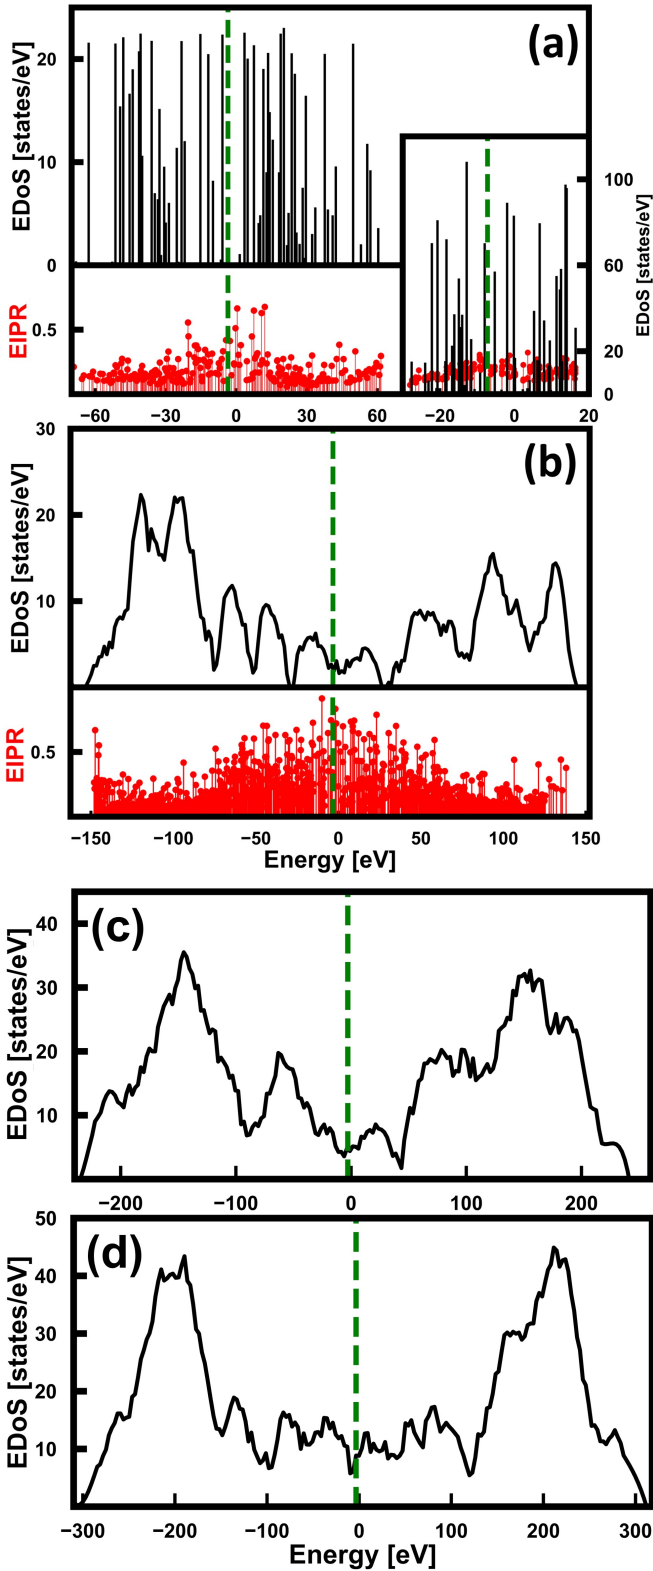 (a)
EDoS [states/eV]
20
10
0
EIPR
0.5
−60 −30 0 30 60
EDoS [states/eV]
100
60
20
0
−20 0 20
(b)
EDoS [states/eV]
30
20
10
EIPR
0.5
−150 −100 −50 0 50 100 150
Energy [eV]
(c)
EDoS [states/eV]
40
30
20
10
−200 −100 0 100 200
(d)
EDoS [states/eV]
50
40
30
20
10
−300 −200 −100 0 100 200 300
Energy [eV]